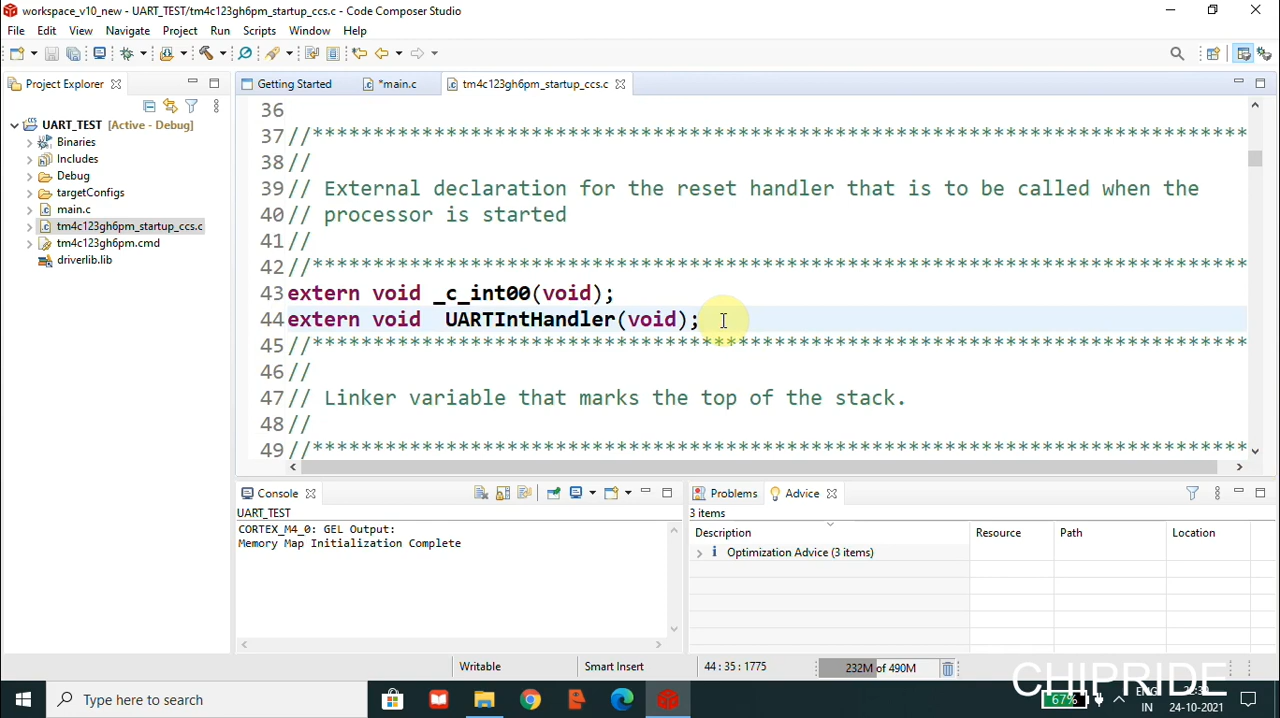 workspace_v10_new - UART_TEST/tm4c123gh6pm_startup_ccs.c - Code Composer Studio
File Edit View Navigate Project Run Scripts Window Help
Project Explorer
Getting Started
*main.c
tm4c123gh6pm_startup_ccs.c
UART_TEST [Active - Debug]
Binaries
Includes
Debug
targetConfigs
main.c
tm4c123gh6pm_startup_ccs.c
tm4c123gh6pm.cmd
driverlib.lib
36
37//*****************************************************************************
38//
39// External declaration for the reset handler that is to be called when the
40// processor is started
41//
42//*****************************************************************************
43extern void _c_int00(void);
44extern void  UARTIntHandler(void);
45//*****************************************************************************
46//
47// Linker variable that marks the top of the stack.
48//
49//*****************************************************************************
Console
UART_TEST
CORTEX_M4_0: GEL Output:
Memory Map Initialization Complete
Problems
Advice
3 items
Description Resource Path Location
Optimization Advice (3 items)
Writable
Smart Insert
44 : 35 : 1775
232M of 490M
CHIPRIDE
Type here to search
67%
ENG
IN
24-10-2021